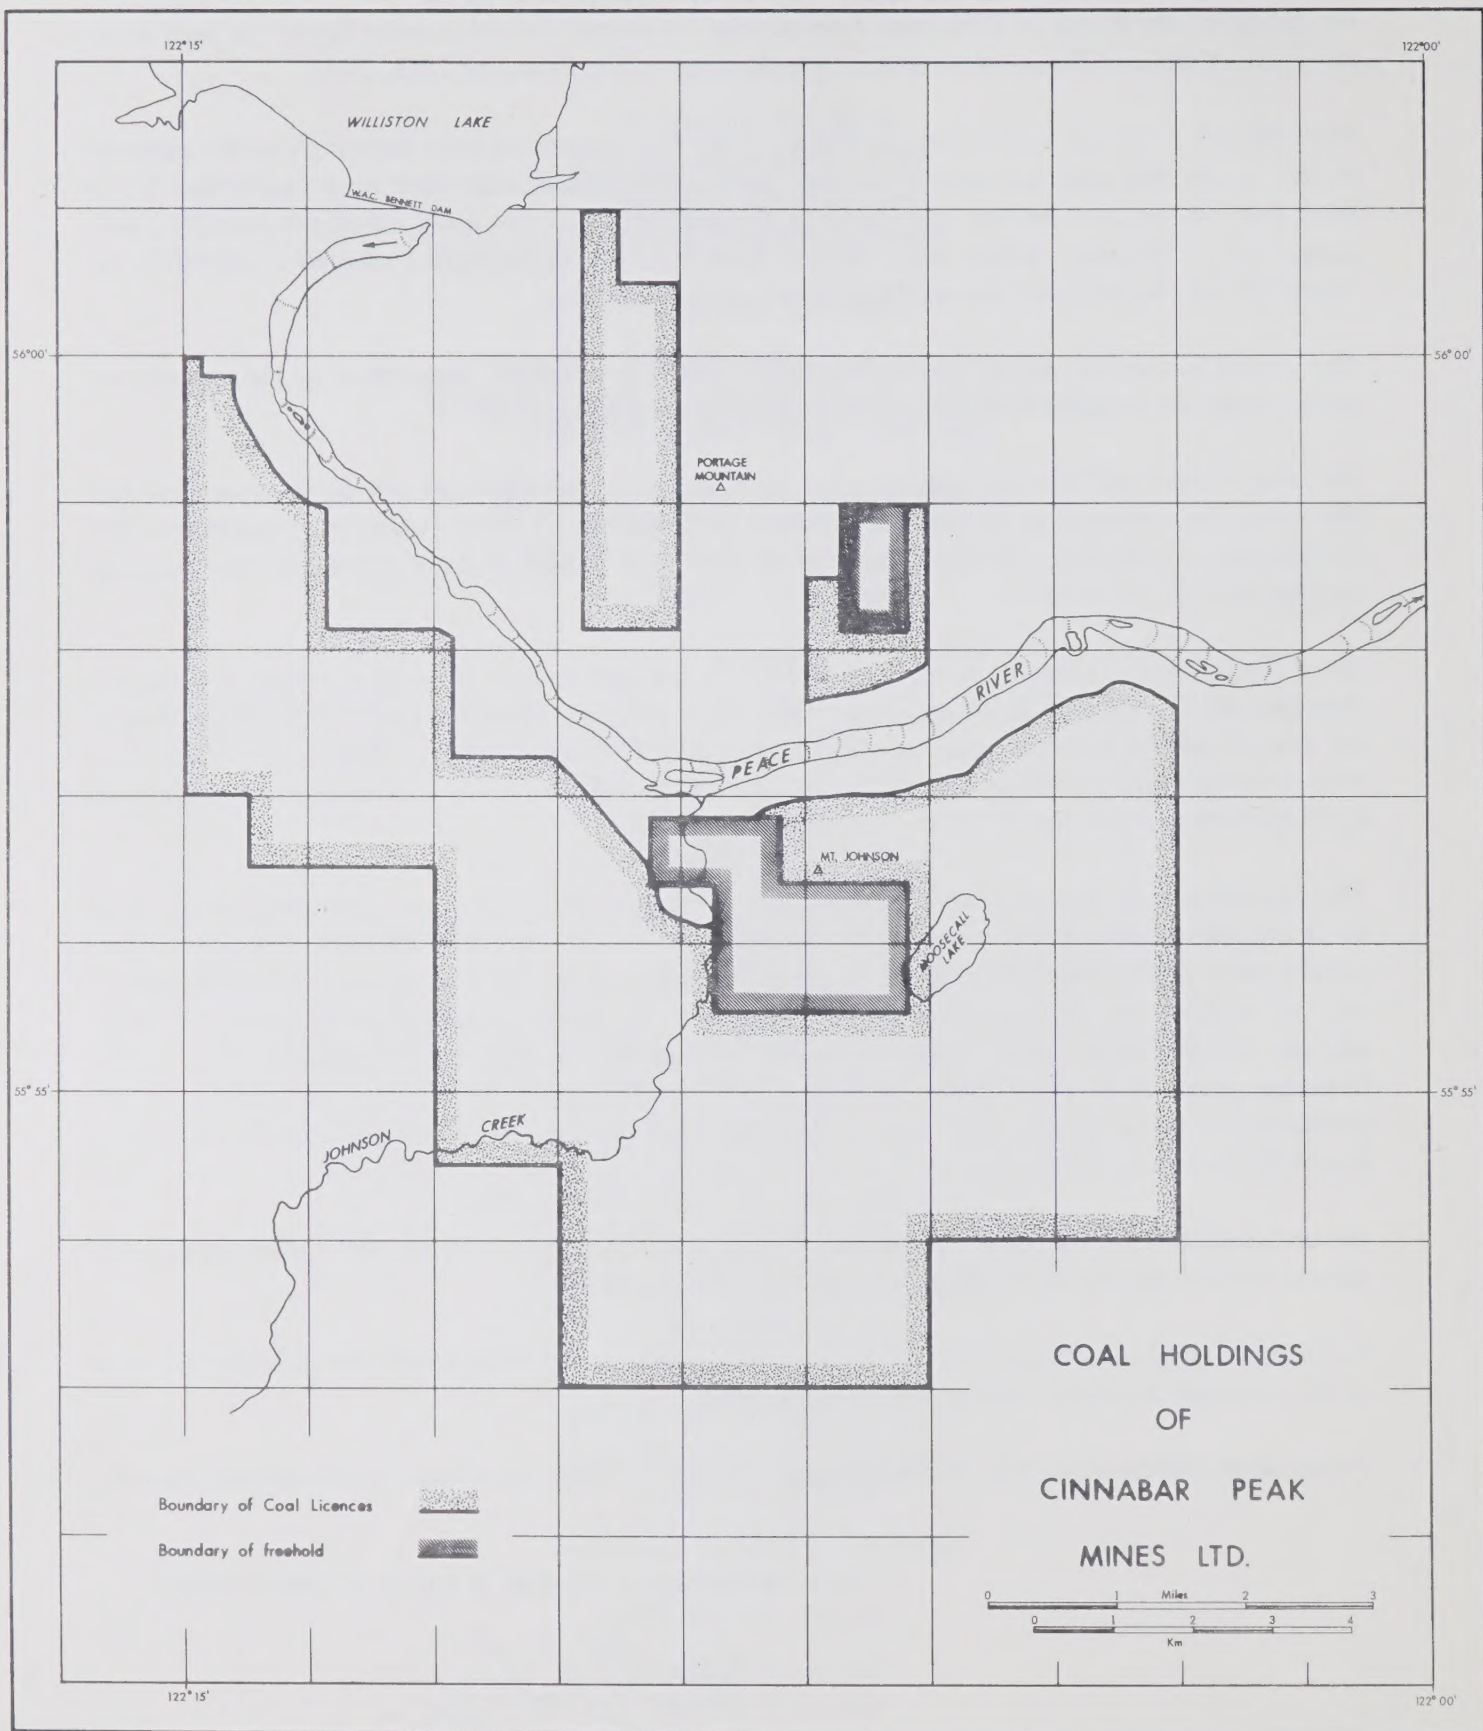 122° 15'
122° 00'
WILLISTON LAKE
W.A.C. BENNETT DAM
56° 00'
56° 00'
PORTAGE
MOUNTAIN
PEACE RIVER
MT. JOHNSON
MOOSECALL
LAKE
55° 55'
55° 55'
JOHNSON CREEK
COAL HOLDINGS
OF
CINNABAR PEAK
MINES LTD.
Boundary of Coal Licences
Boundary of freehold
0 1 Miles 2 3
0 1 2 3 4
Km
122° 15'
122° 00'